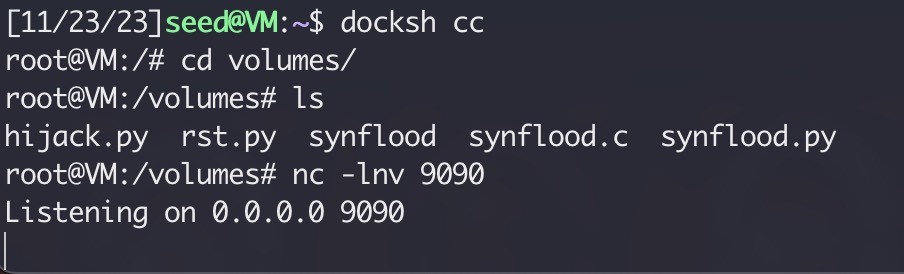 [11/23/23]seed@VM:~$ docksh cc
root@VM:/# cd volumes/
root@VM:/volumes# ls
hijack.py  rst.py  synflood  synflood.c  synflood.py
root@VM:/volumes# nc -lnv 9090
Listening on 0.0.0.0 9090